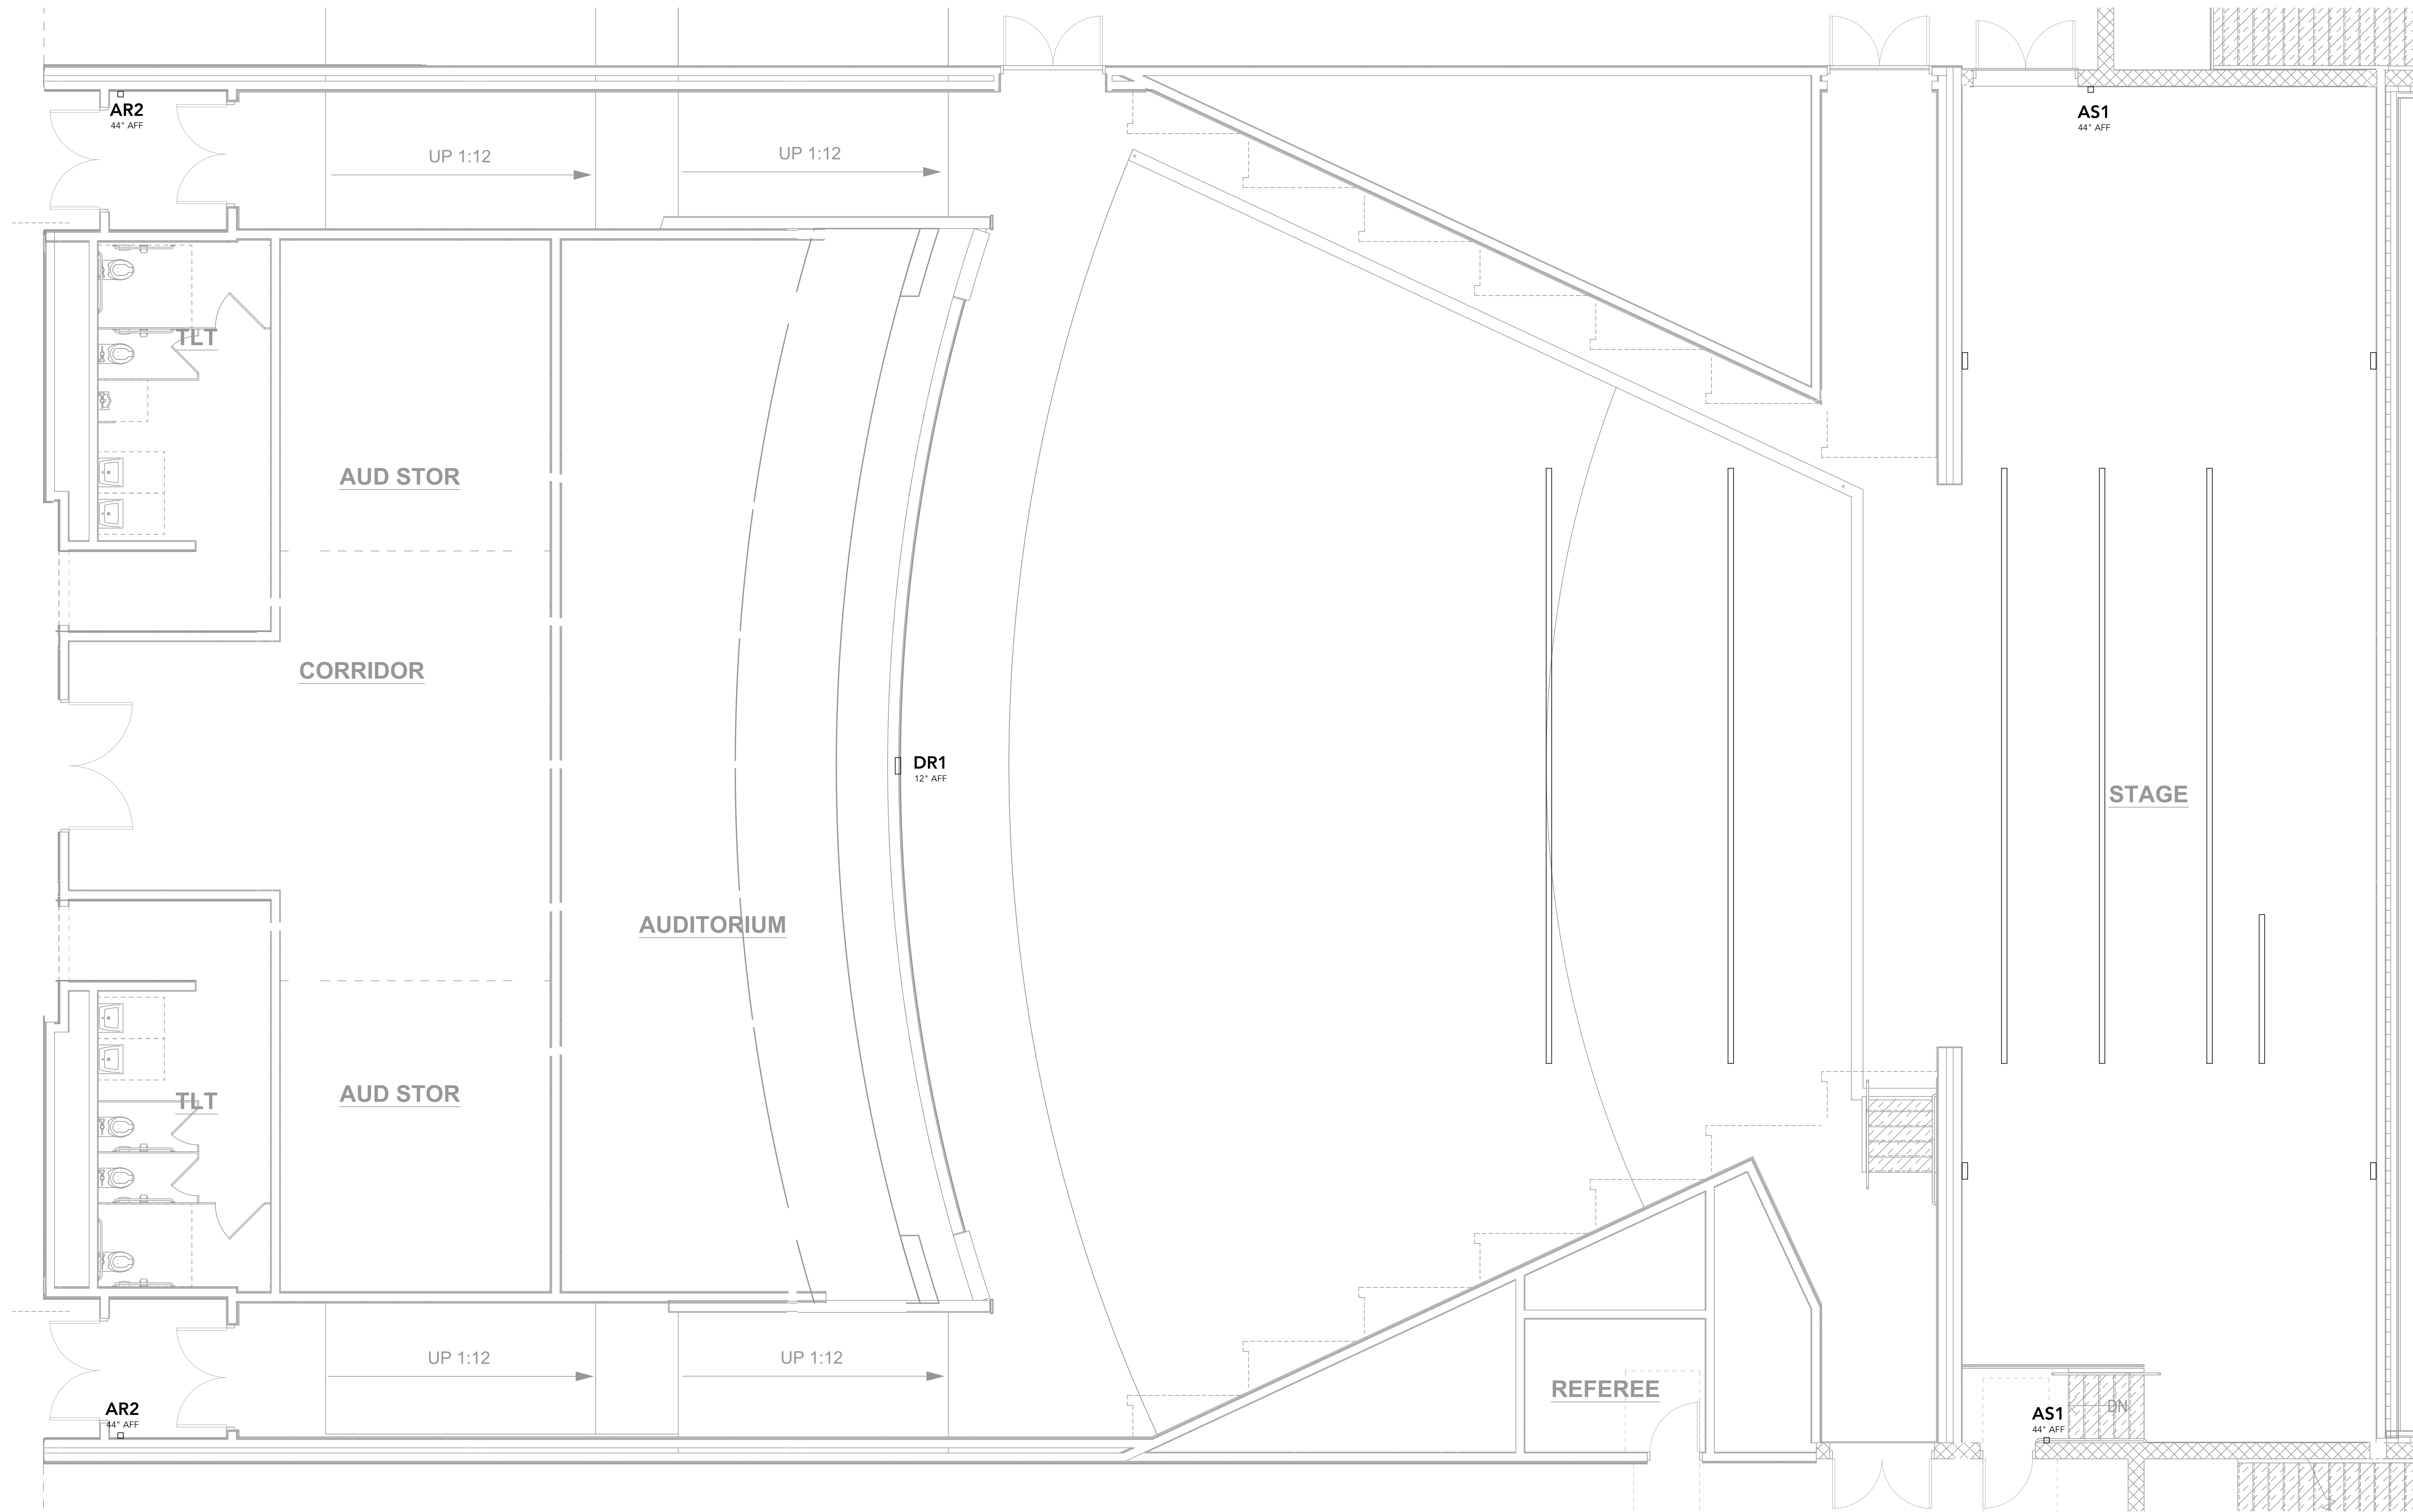 AR2
44" AFF
AS1
44" AFF
UP 1:12
UP 1:12
TLT
AUD STOR
CORRIDOR
DR1
12" AFF
STAGE
AUDITORIUM
TLT
AUD STOR
UP 1:12
UP 1:12
REFEREE
AR2
44" AFF
AS1
44" AFF
DN